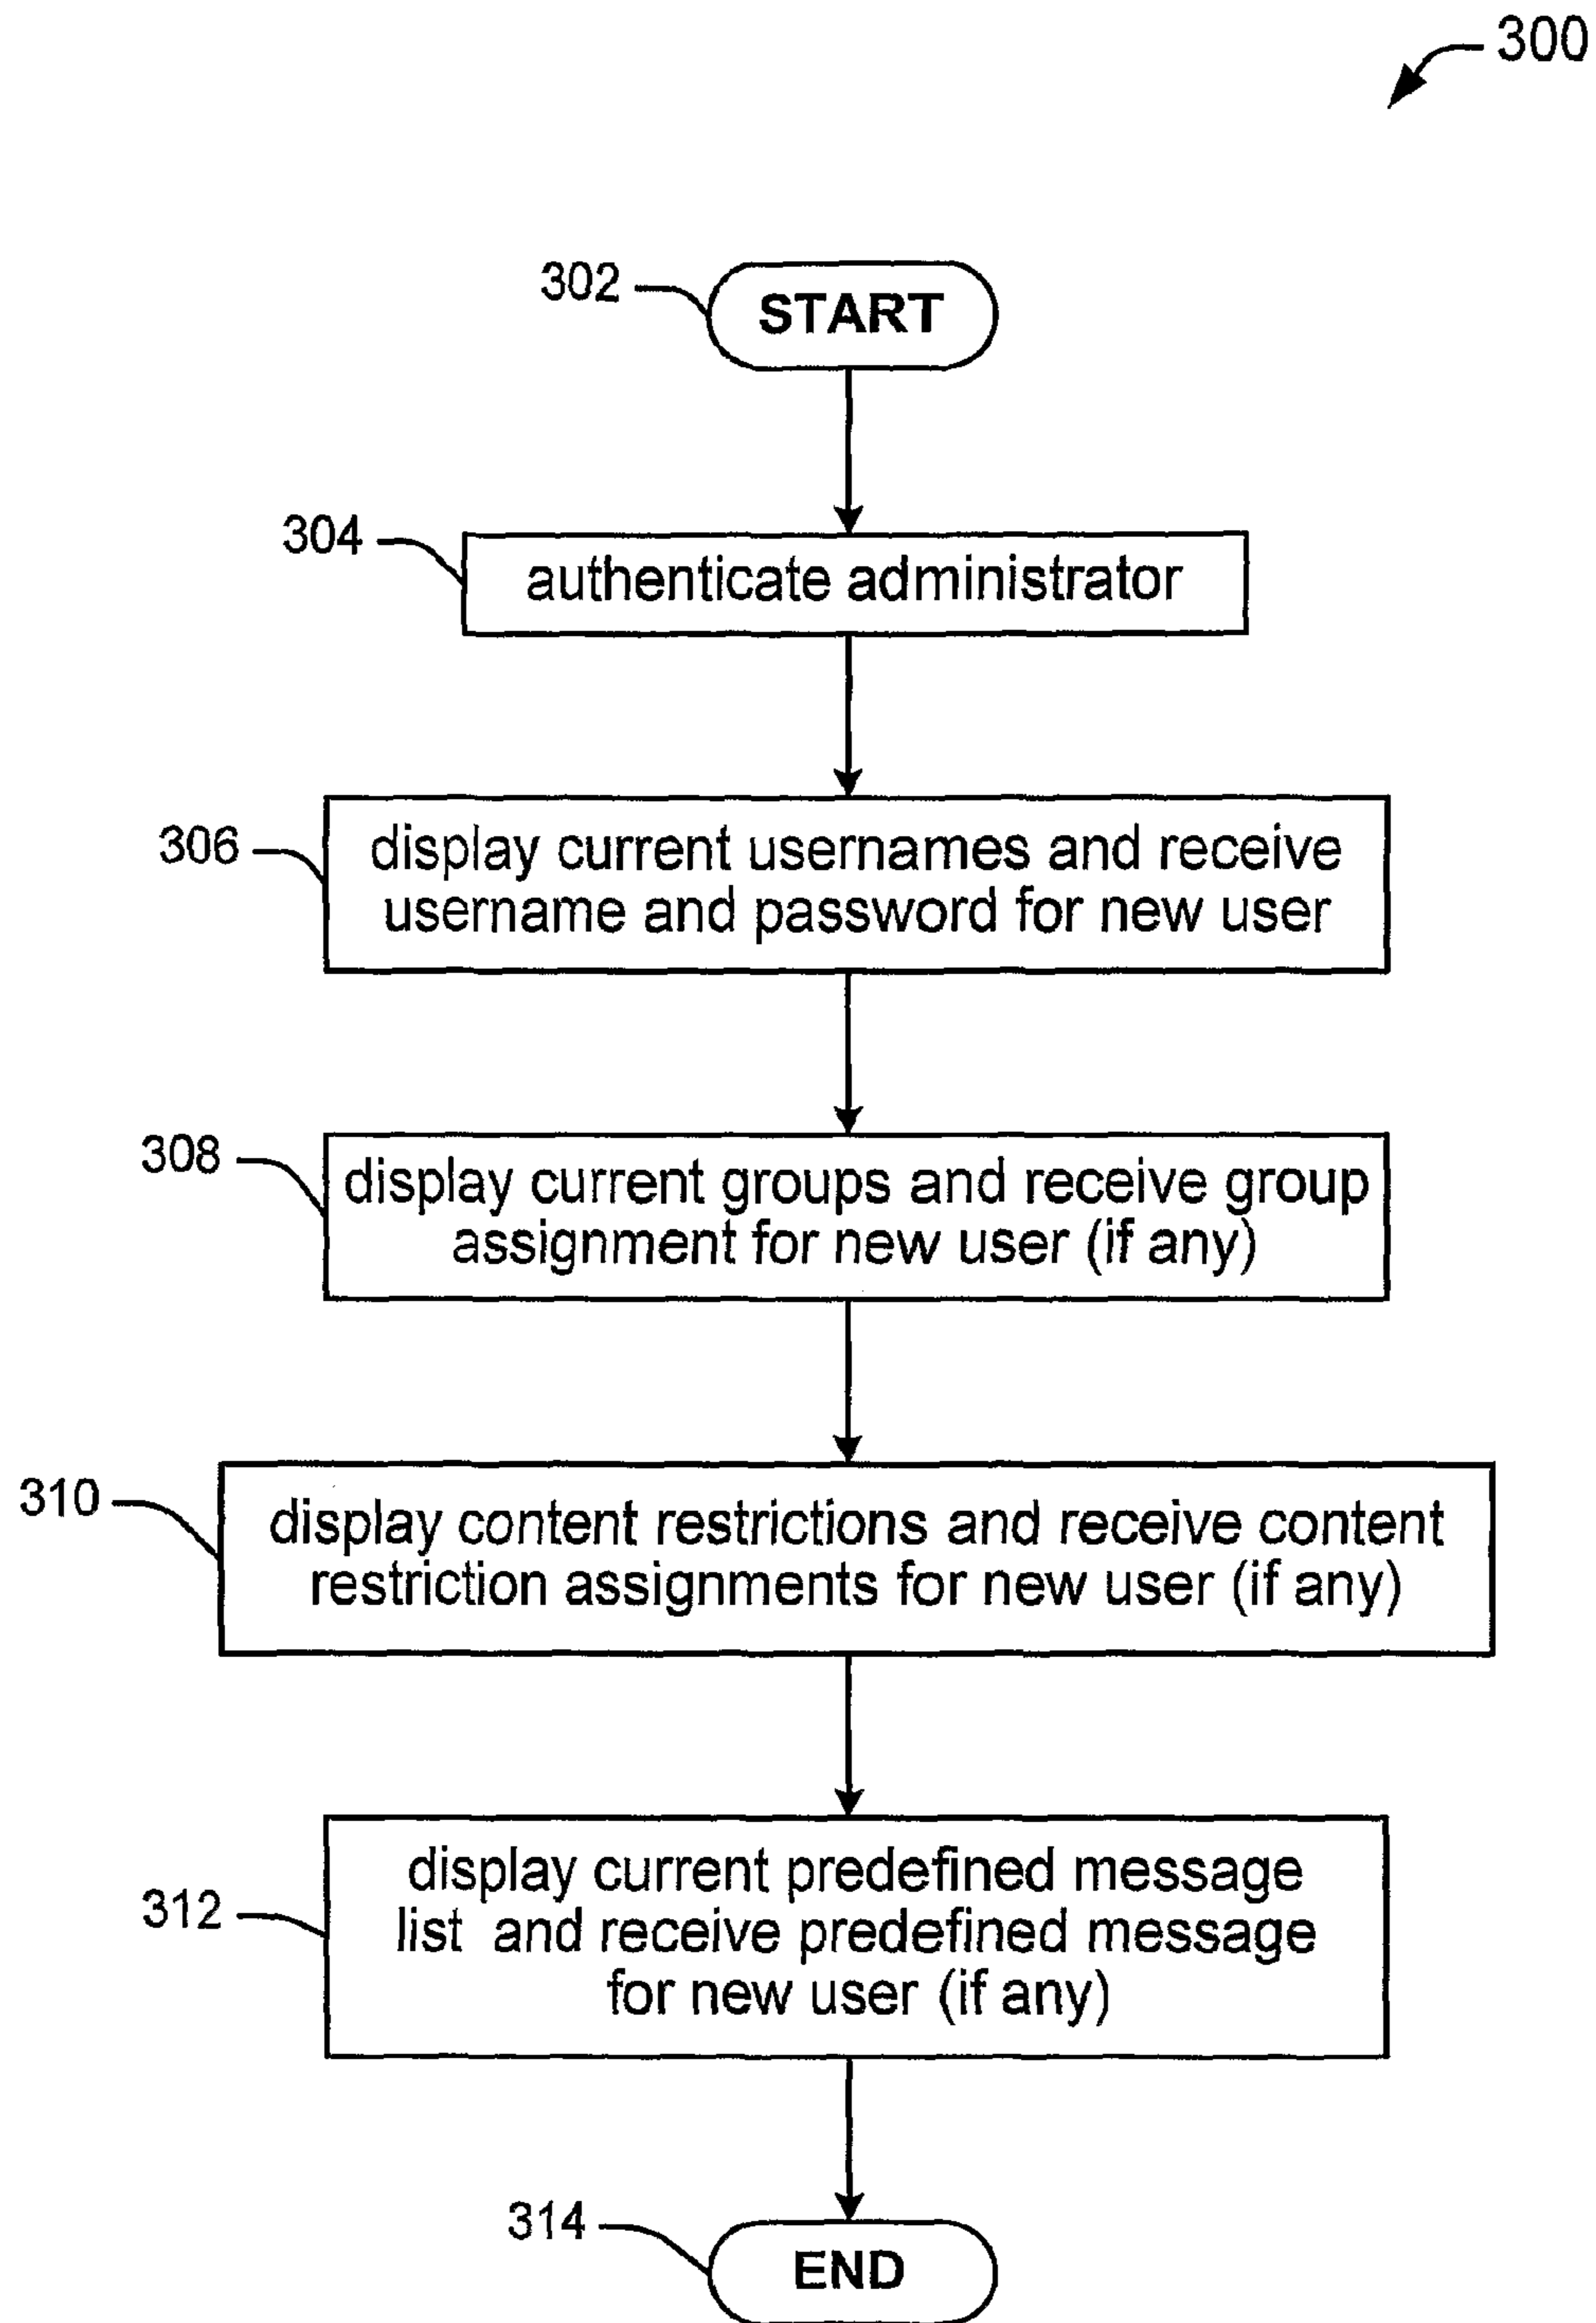 300
302
START
304
authenticate administrator
306
display current usernames and receive
username and password for new user
308
display current groups and receive group
assignment for new user (if any)
310
display content restrictions and receive content
restriction assignments for new user (if any)
312
display current predefined message
list and receive predefined message
for new user (if any)
314
END